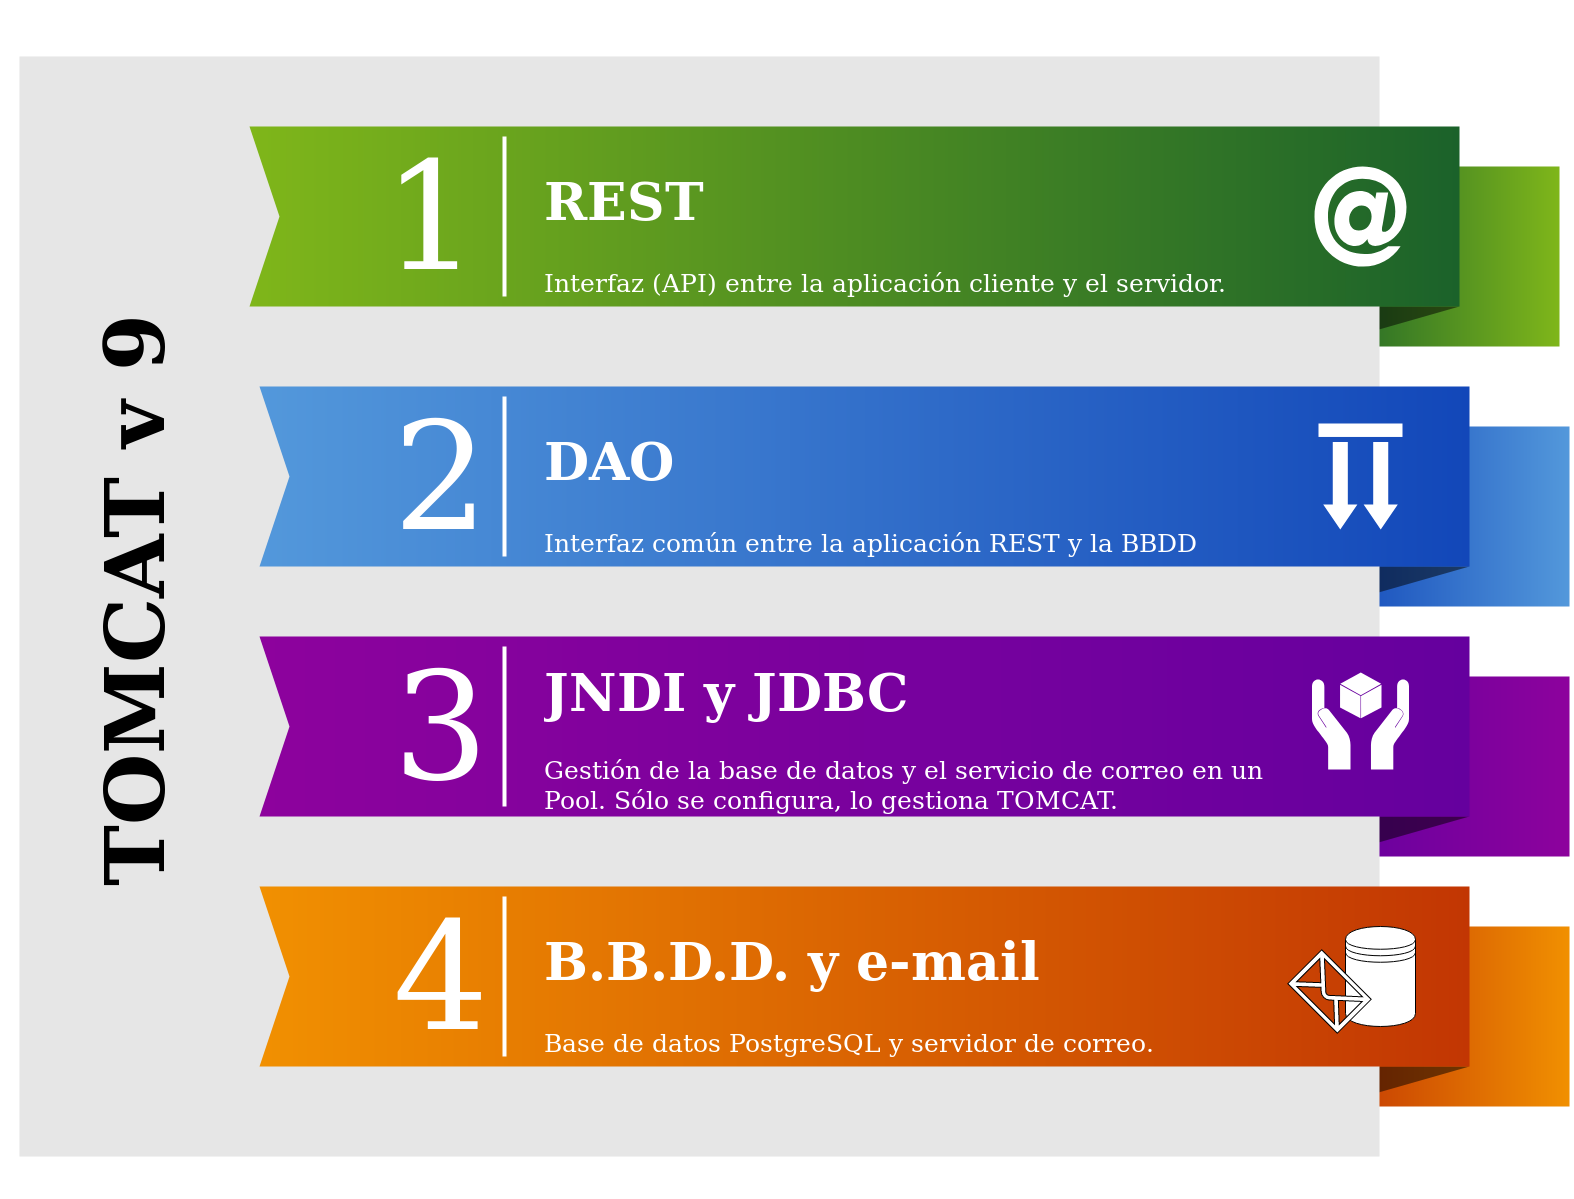 TOMCAT v 9
1
REST
@
Interfaz (API) entre la aplicación cliente y el servidor.
2
DAO
Interfaz común entre la aplicación REST y la BBDD
3
JNDI y JDBC
Gestión de la base de datos y el servicio de correo en un
Pool. Sólo se configura, lo gestiona TOMCAT.
4
B.B.D.D. y e-mail
Base de datos PostgreSQL y servidor de correo.